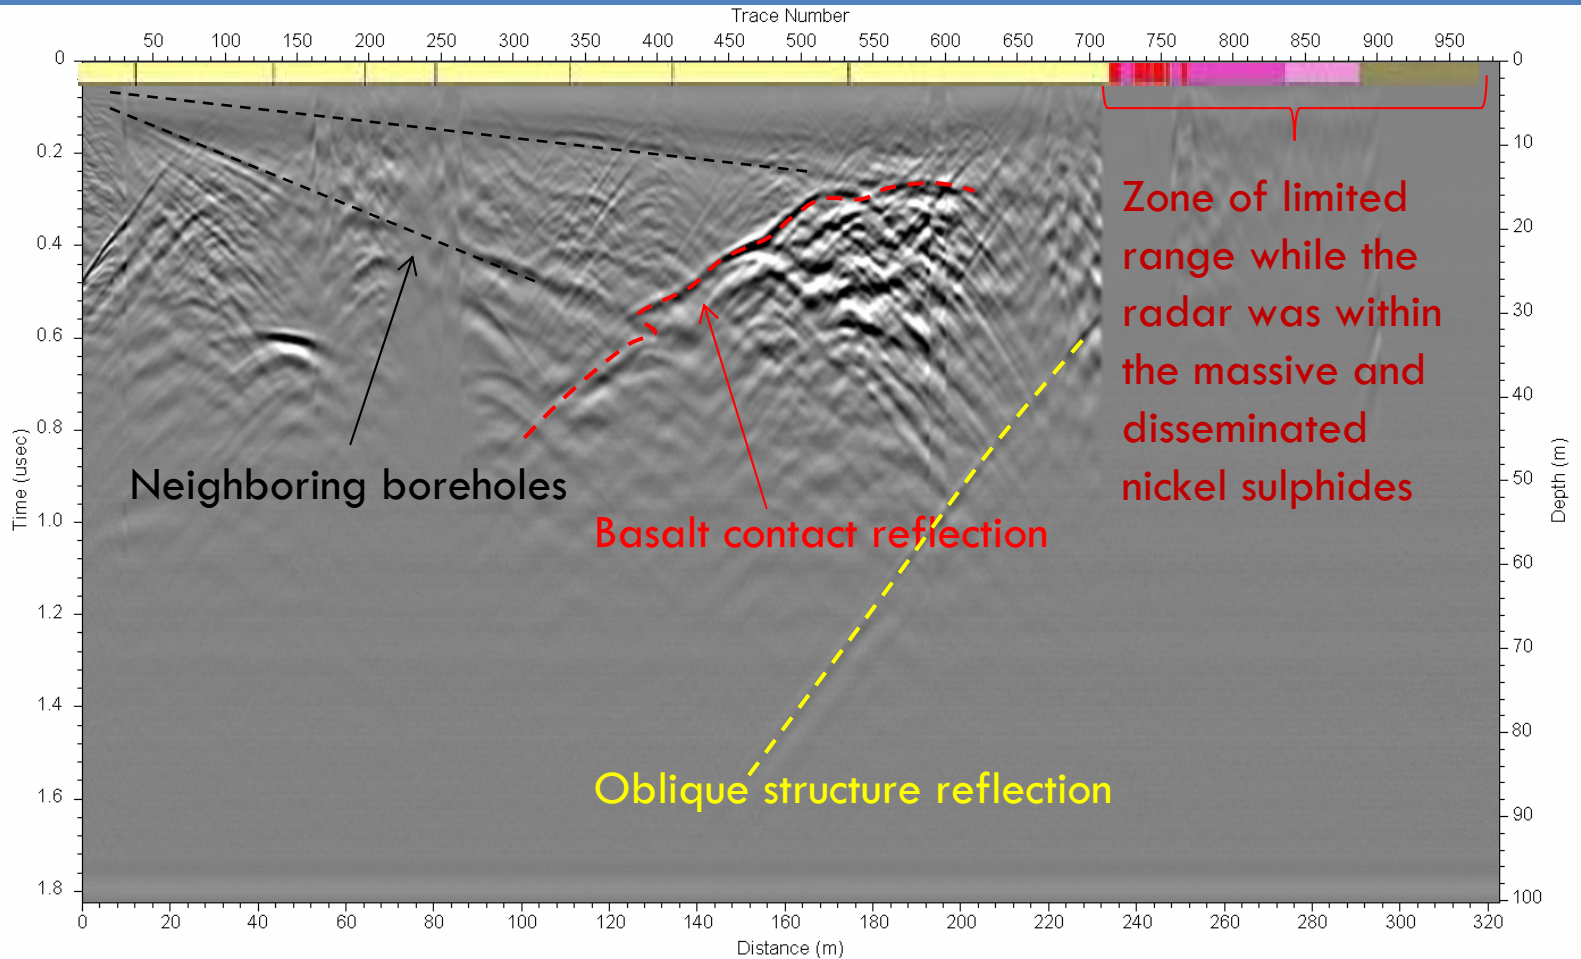 Trace Number
50 100 150 200 250 300 350 400 450 500 550 600 650 700 750 800 850 900 950
0
0.2
0.4
0.6
0.8
1.0
1.2
1.4
1.6
1.8
Time (usec)
0
10
20
30
40
50
60
70
80
90
100
Depth (m)
Zone of limited
range while the
radar was within
the massive and
disseminated
nickel sulphides
Neighboring boreholes
Basalt contact reflection
Oblique structure reflection
0 20 40 60 80 100 120 140 160 180 200 220 240 260 280 300 320
Distance (m)